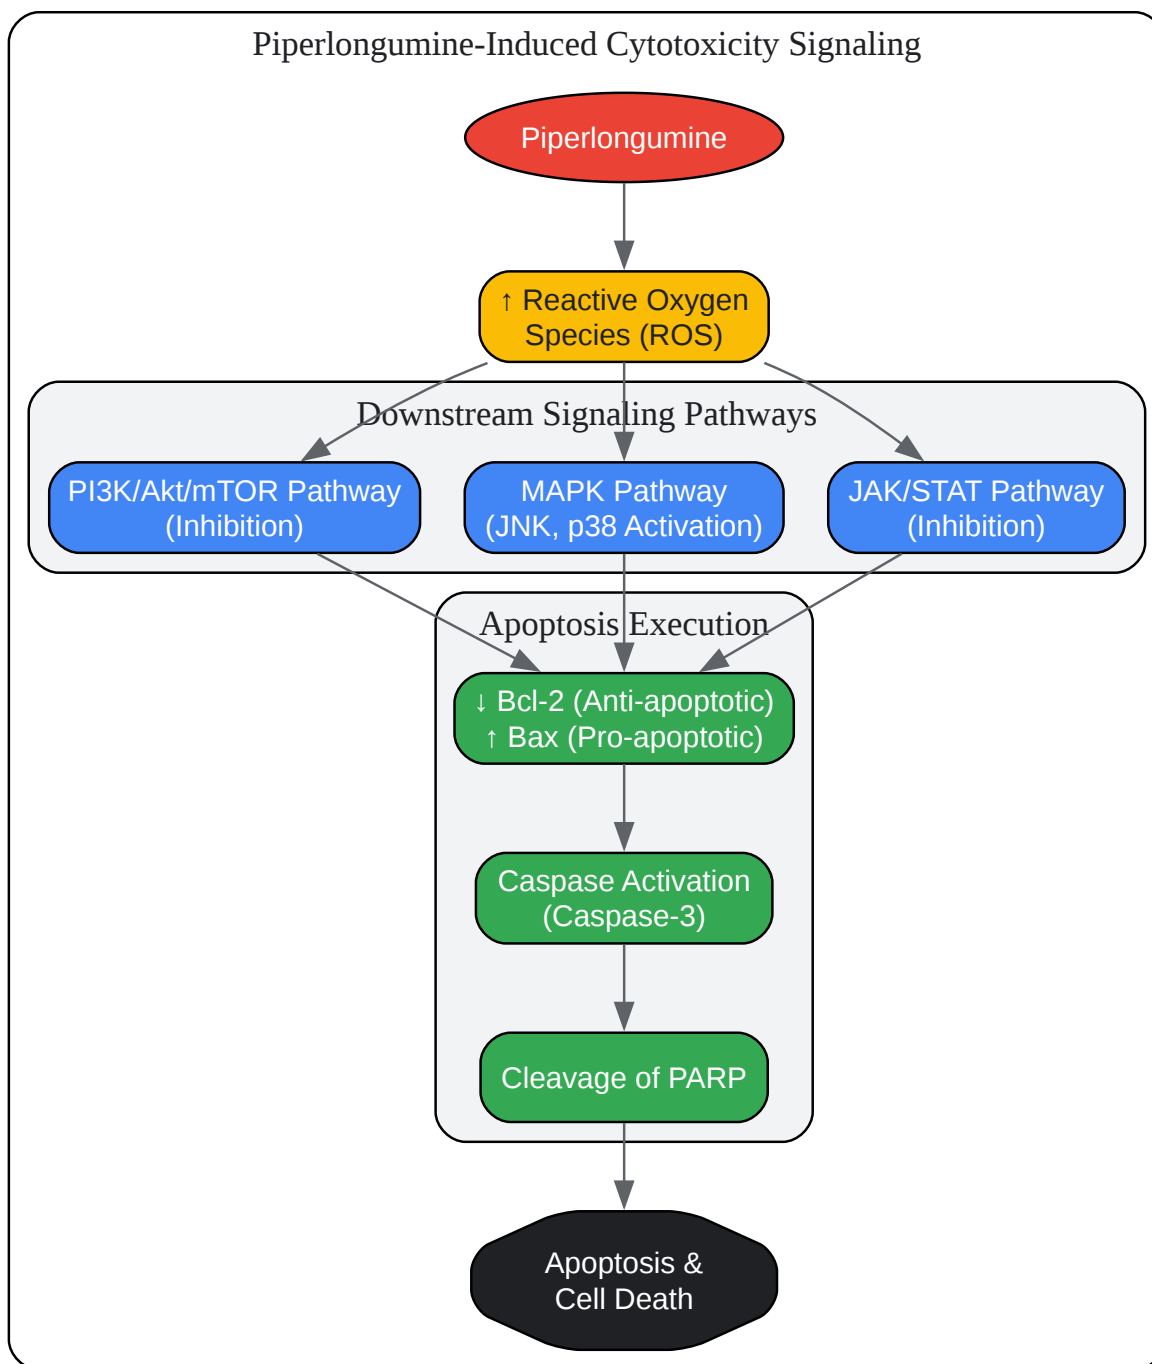 Piperlongumine-Induced Cytotoxicity Signaling
Piperlongumine
↑ Reactive Oxygen
Species (ROS)
Downstream Signaling Pathways
PI3K/Akt/mTOR Pathway
(Inhibition)
MAPK Pathway
(JNK, p38 Activation)
JAK/STAT Pathway
(Inhibition)
Apoptosis Execution
↓ Bcl-2 (Anti-apoptotic)
↑ Bax (Pro-apoptotic)
Caspase Activation
(Caspase-3)
Cleavage of PARP
Apoptosis &
Cell Death